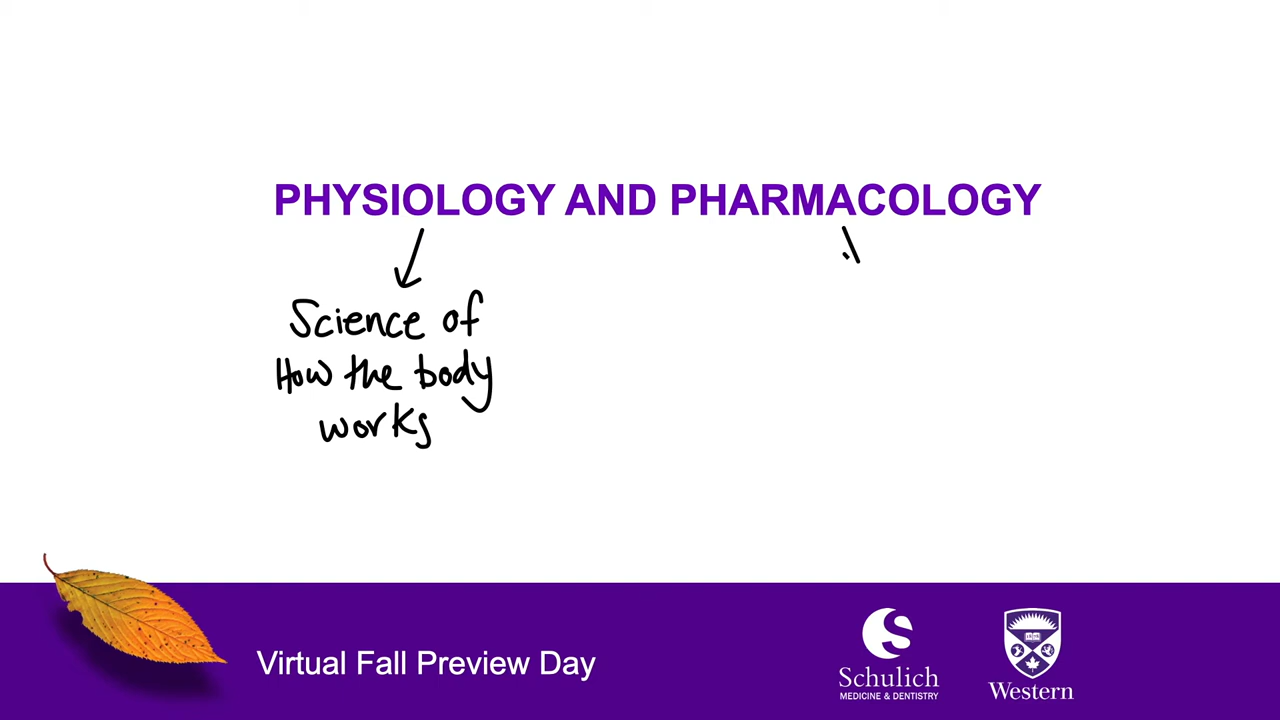 PHYSIOLOGY AND PHARMACOLOGY
Science of
How the body
works
Virtual Fall Preview Day
Schulich
MEDICINE & DENTISTRY
Western